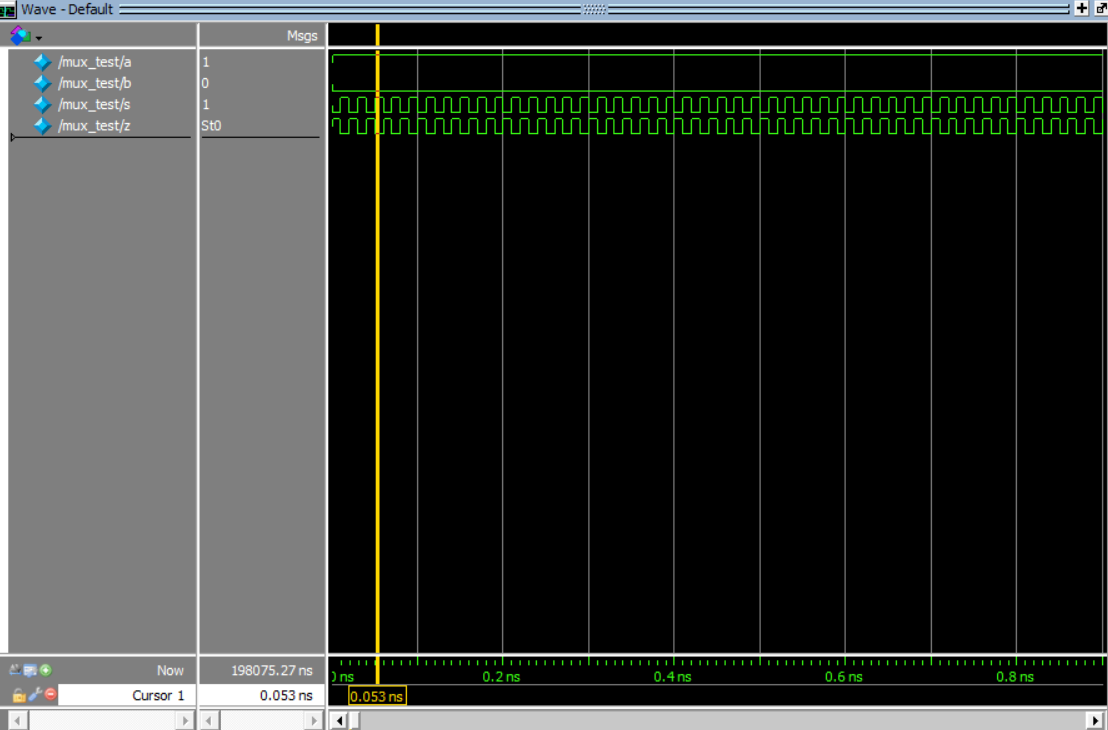 Wave - Default
Msgs
/mux_test/a 1
/mux_test/b 0
/mux_test/s 1
/mux_test/z St0
Now 198075.27 ns
ns 0.2 ns 0.4 ns 0.6 ns 0.8 ns
Cursor 1 0.053 ns 0.053 ns